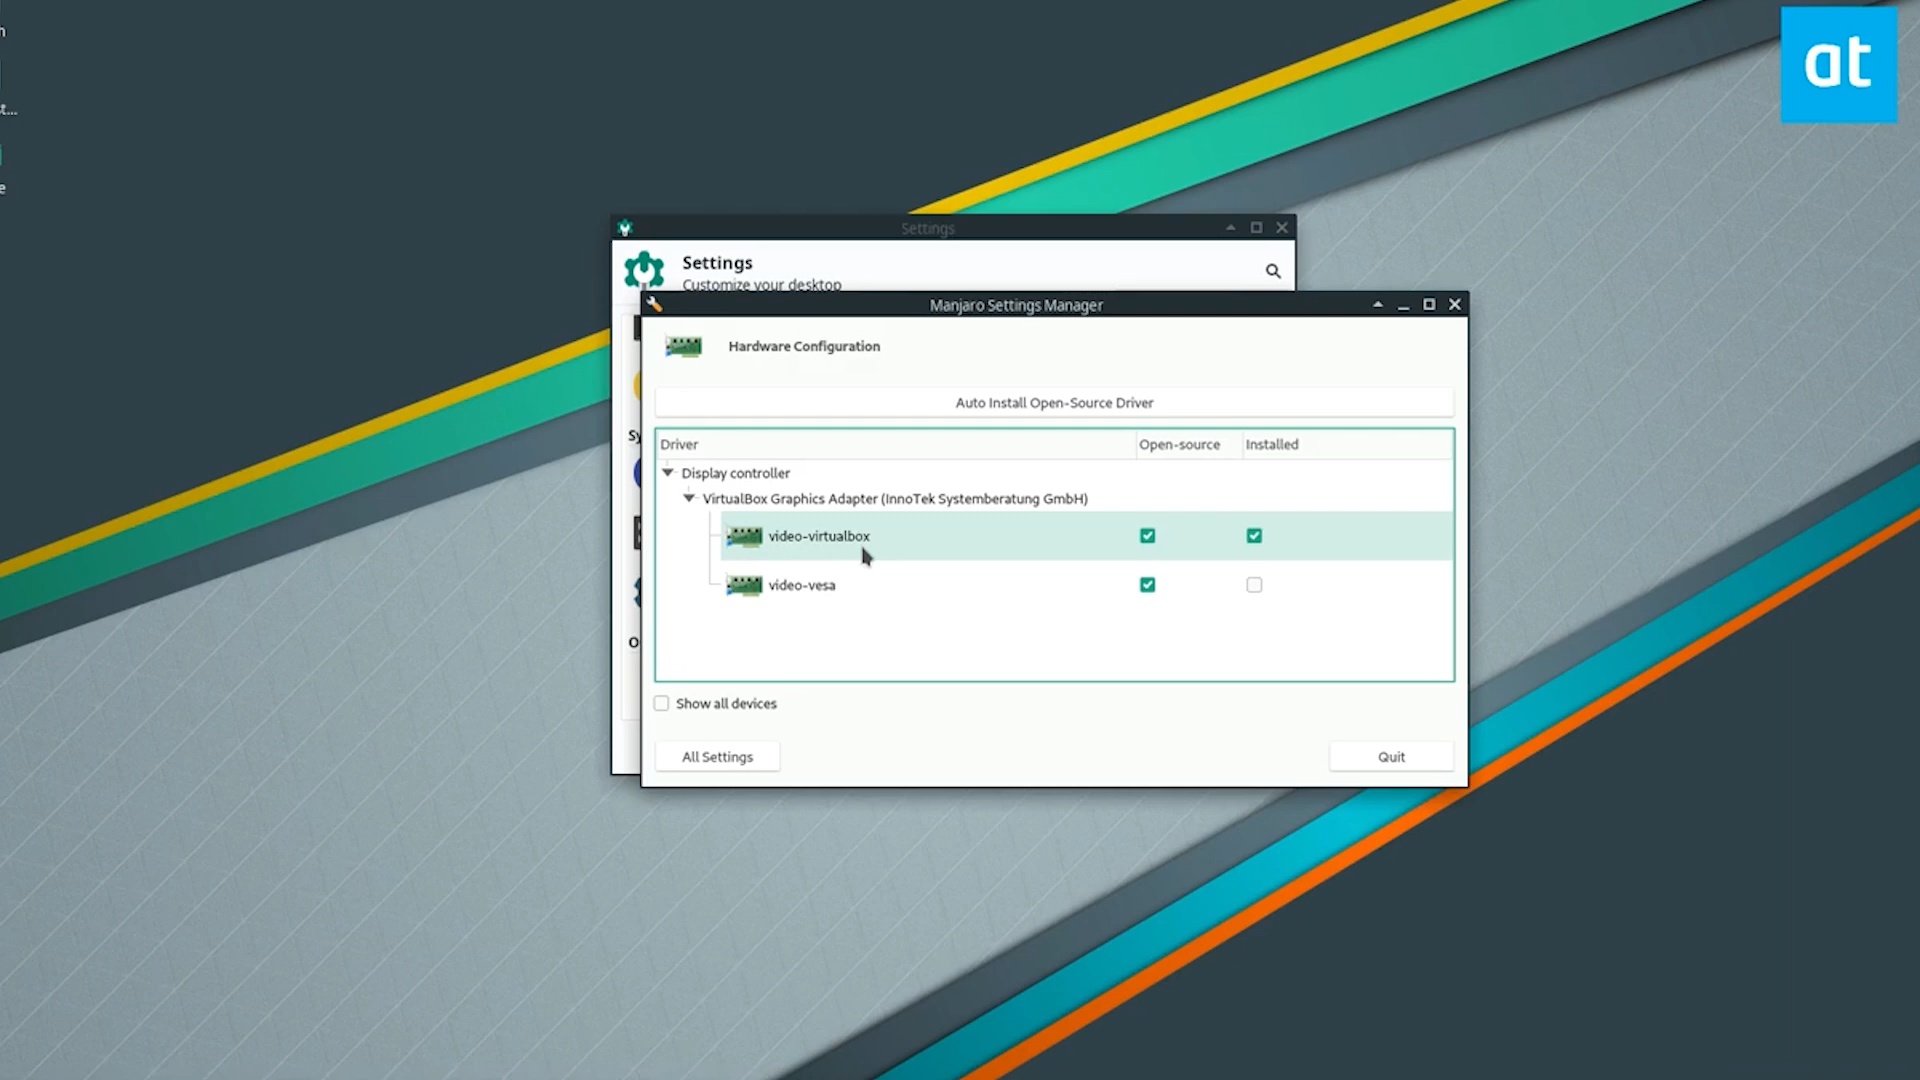 at
Settings
Settings
Customize your desktop
Manjaro Settings Manager
Hardware Configuration
Auto Install Open-Source Driver
Driver Open-source Installed
Display controller
VirtualBox Graphics Adapter (InnoTek Systemberatung GmbH)
video-virtualbox
video-vesa
Show all devices
All Settings Quit